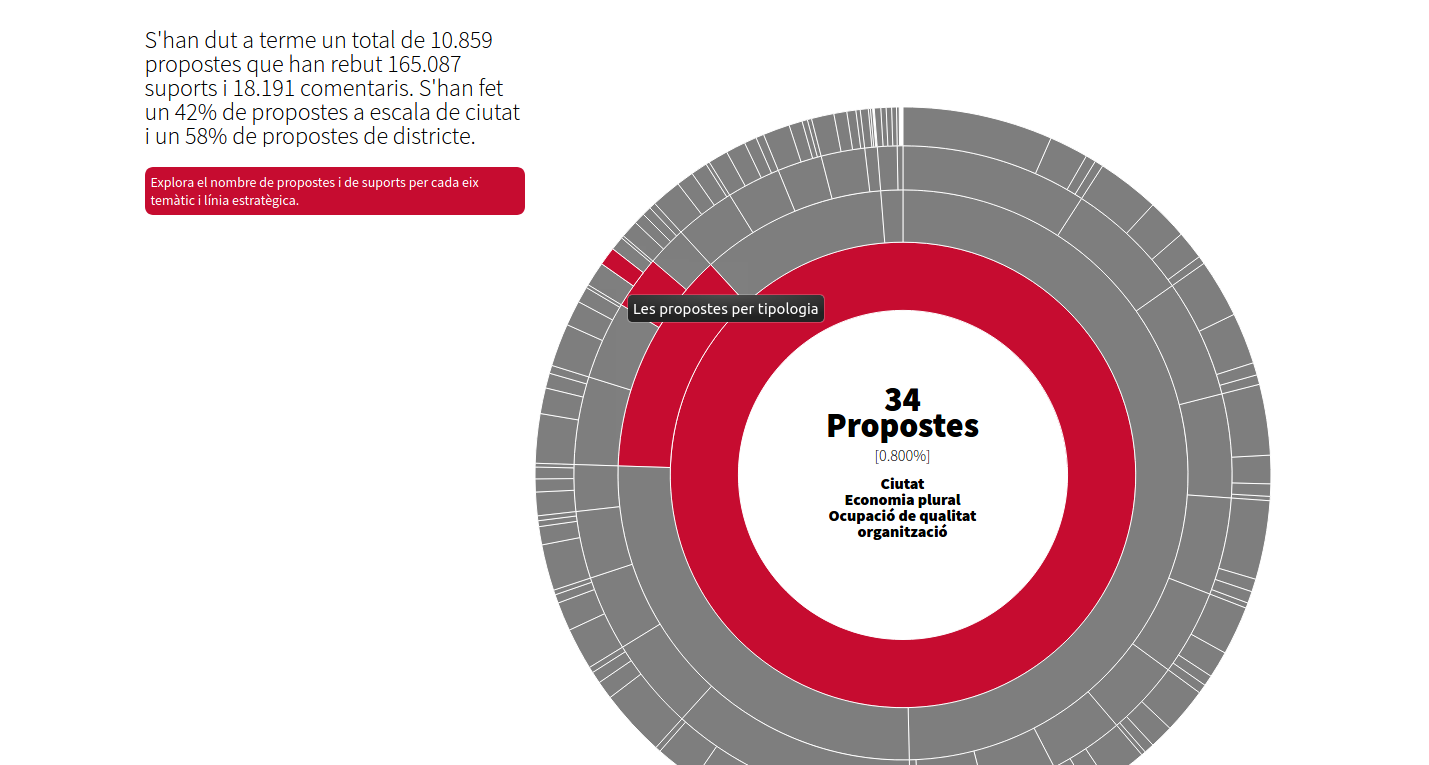 S'han dut a terme un total de 10.859
propostes que han rebut 165.087
suports i 18.191 comentaris. S'han fet
un 42% de propostes a escala de ciutat
i un 58% de propostes de districte.
Explora el nombre de propostes i de suports per cada eix
temàtic i línia estratègica.
Les propostes per tipologia
34
Propostes
[0.800%]
Ciutat
Economia plural
Ocupació de qualitat
organització